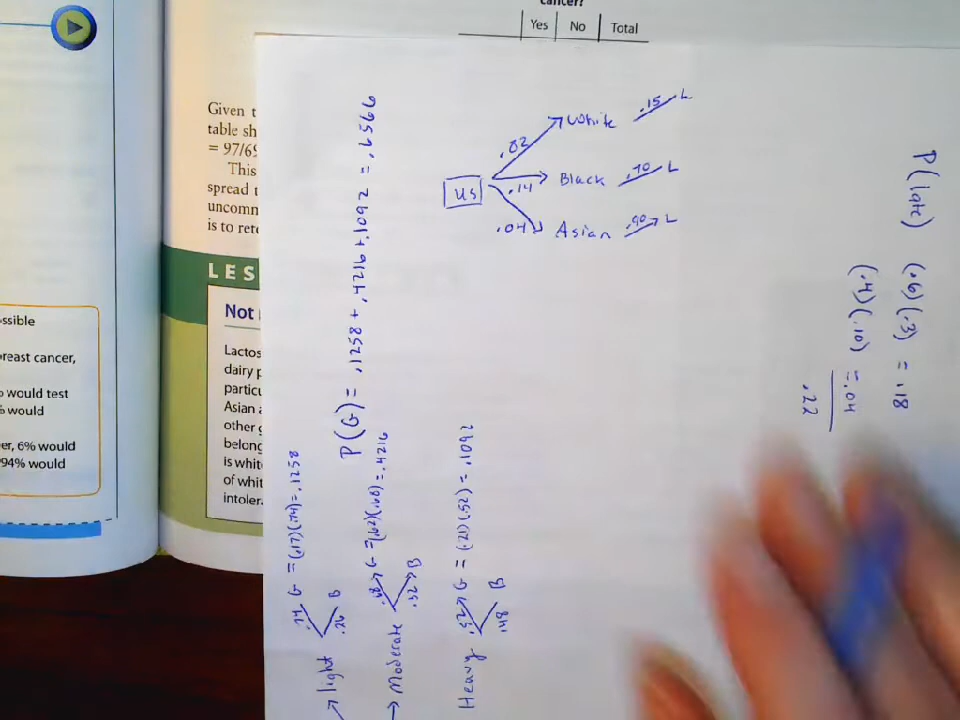 cancer?
Yes No Total
Given t
table sh
= 97/69
This
spread t
uncomm
is to rete
LES
Not
Lactos
dairy p
particu
Asian a
other g
belong
is white
of whit
intoler
ssible
reast cancer,
would test
% would
er, 6% would
94% would
US
.82 White .15 L
.14 Black .70 L
.04 Asian .90 L
P(late)
(.6)(.3) = .18
(.4)(.10) = .04
.22
P(G) = .1258 + .4216 + .1092 = .6566
light .74 G = (.17)(.74) = .1258
.26 B
Moderate .68 G = (.62)(.68) = .4216
.32 B
Heavy .52 G = (.21)(.52) = .1092
.48 B